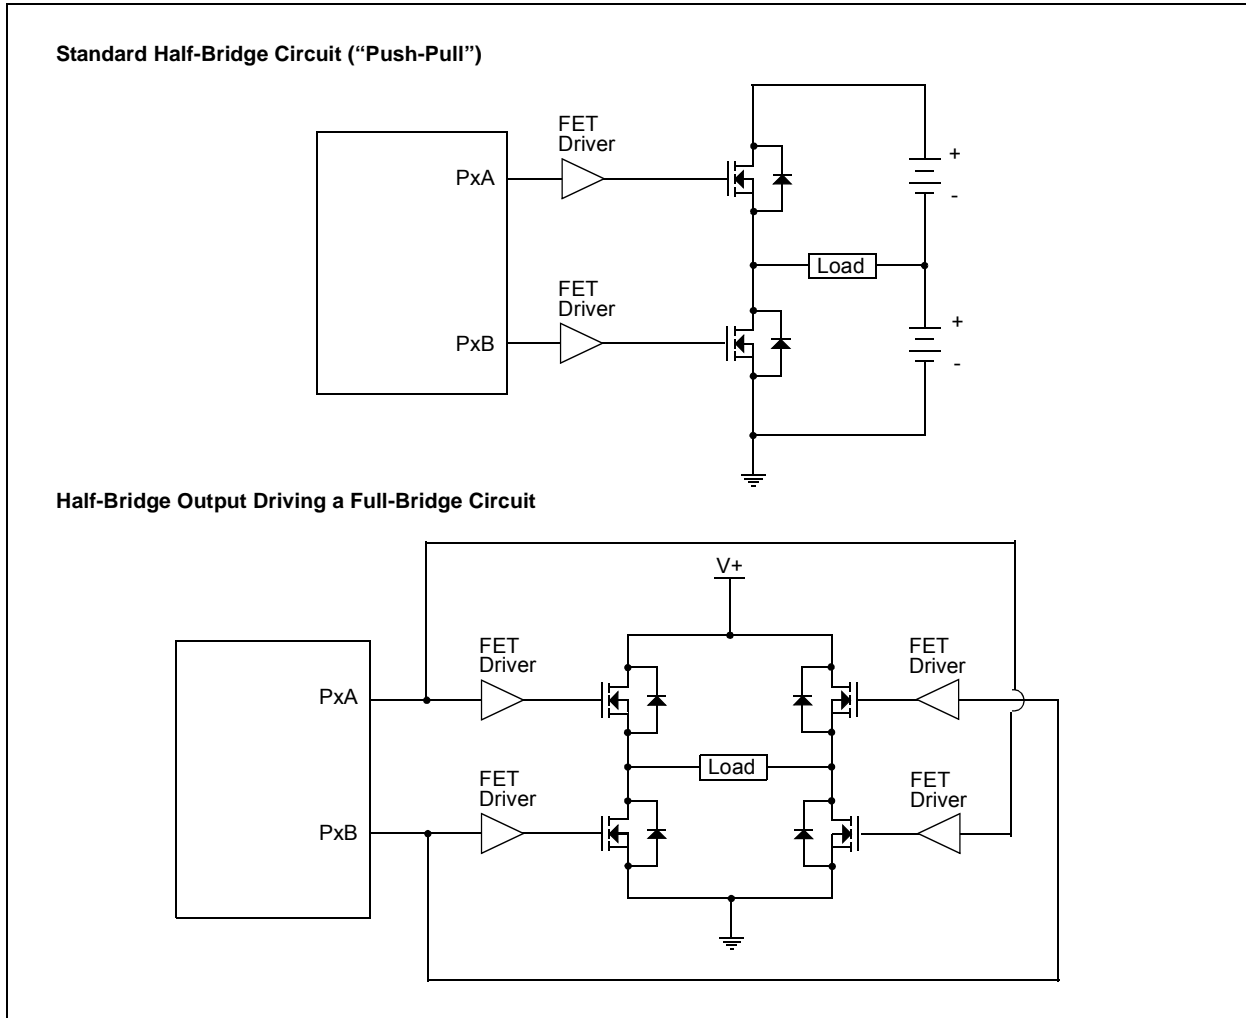 Standard Half-Bridge Circuit (“Push-Pull”)
FET
Driver
PxA
+
-
Load
FET
Driver
PxB
+
-
Half-Bridge Output Driving a Full-Bridge Circuit
V+
FET
Driver
FET
Driver
PxA
Load
FET
Driver
FET
Driver
PxB